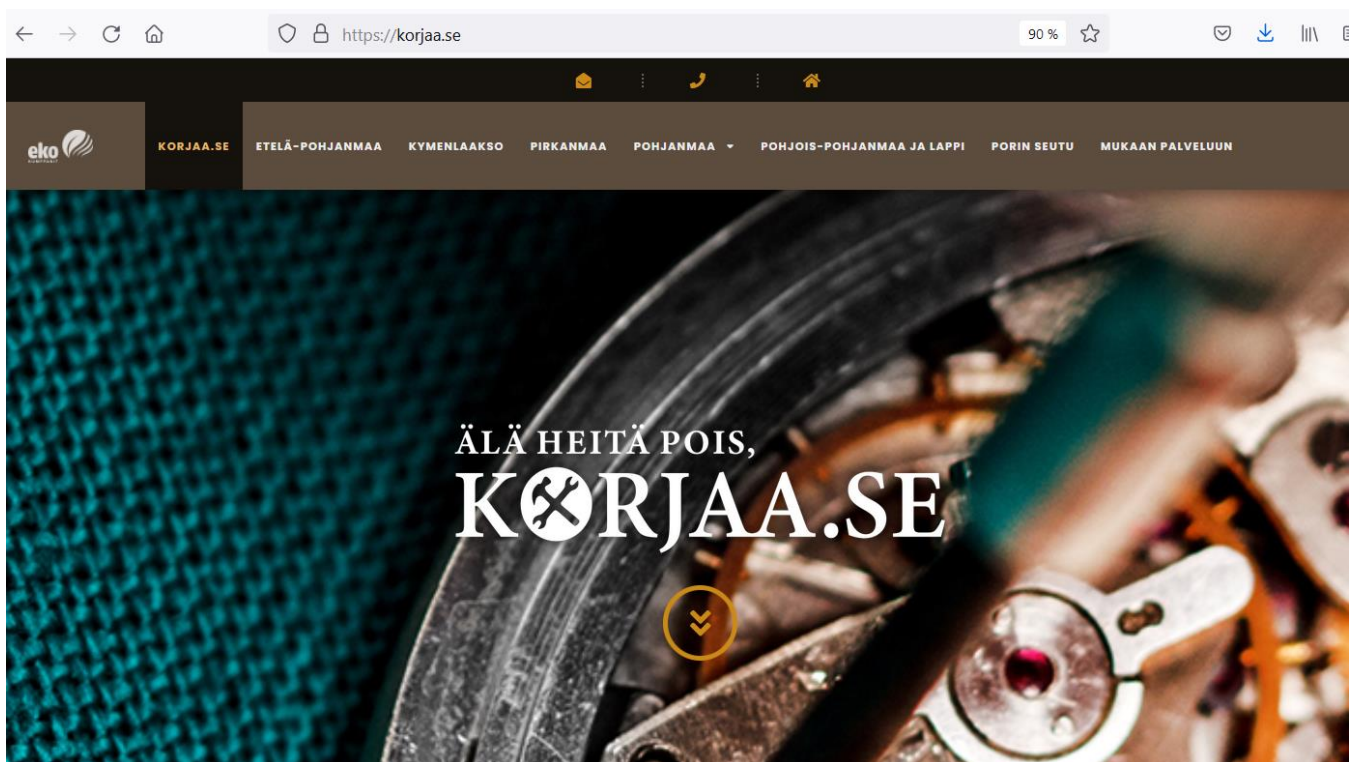 https://korjaa.se
90 %
eko
KORJAA.SE ETELÄ-POHJANMAA KYMENLAAKSO PIRKANMAA POHJANMAA POHJOIS-POHJANMAA JA LAPPI PORIN SEUTU MUKAAN PALVELUUN
ÄLÄ HEITÄ POIS,
KORJAA.SE